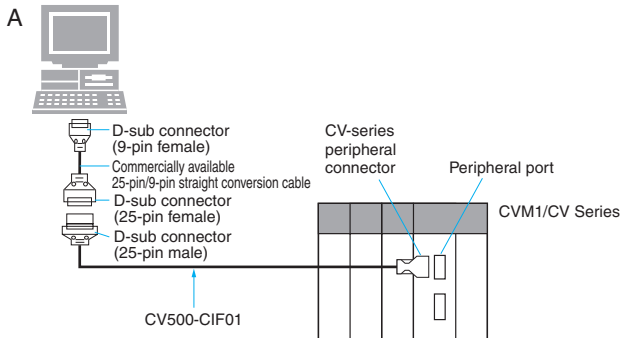 A
D-sub connector
(9-pin female)
Commercially available
25-pin/9-pin straight conversion cable
D-sub connector
(25-pin female)
D-sub connector
(25-pin male)
CV500-CIF01
CV-series
peripheral
connector
Peripheral port
CVM1/CV Series